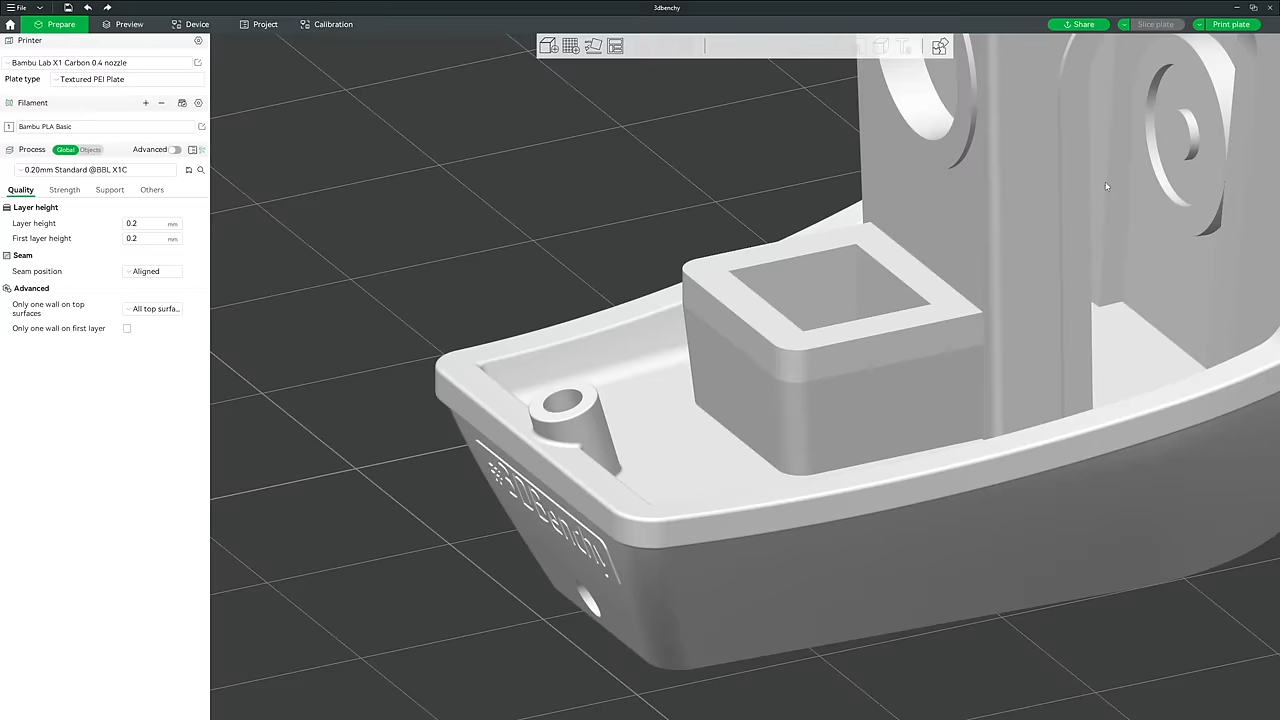 File
3dbenchy
Prepare
Preview
Device
Project
Calibration
Share
Slice plate
Print plate
Printer
Bambu Lab X1 Carbon 0.4 nozzle
Plate type
Textured PEI Plate
Filament
1
Bambu PLA Basic
Process
Global
Objects
Advanced
0.20mm Standard @BBL X1C
Quality
Strength
Support
Others
Layer height
Layer height
0.2
mm
First layer height
0.2
mm
Seam
Seam position
Aligned
Advanced
Only one wall on top
surfaces
All top surfa...
Only one wall on first layer
#3DBenchy